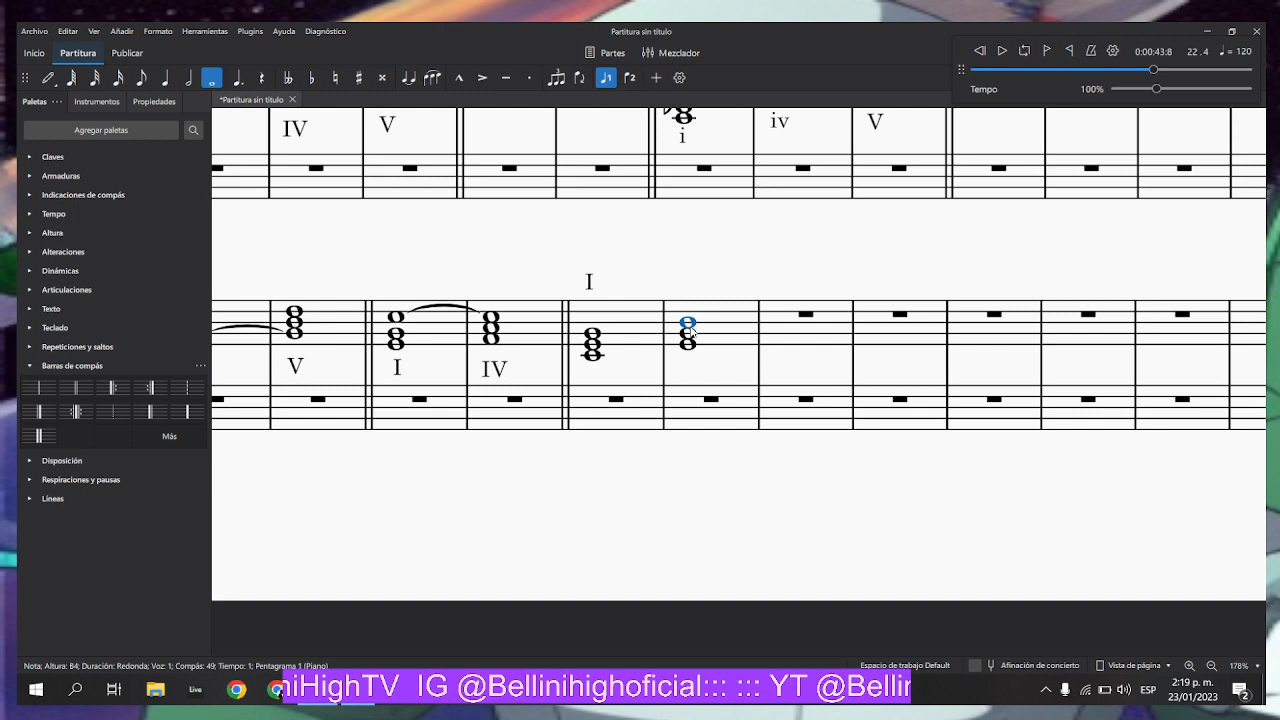 Archivo Editar Ver Añadir Formato Herramientas Plugins Ayuda Diagnóstico
Partitura sin título
Inicio Partitura Publicar
Partes Mezclador
0:00:43:8 22..4 = 120
Paletas Instrumentos Propiedades
*Partitura sin título
Tempo 100%
Agregar paletas
IV V i iv V
Claves
Armaduras
Indicaciones de compás
Tempo
Altura
Alteraciones
Dinámicas
Articulaciones
Texto
Teclado
Repeticiones y saltos
Barras de compás
Más
Disposición
Respiraciones y pausas
Líneas
I
V I IV
Nota; Altura: B4; Duración: Redonda; Voz: 1; Compás: 49; Tiempo: 1; Pentagrama 1 (Piano)
Espacio de trabajo Default Afinación de concierto Vista de página 178%
Live
niHighTV IG @Bellinihighoficial::: ::: YT @Bellin
ESP
2:19 p. m.
23/01/2023
2